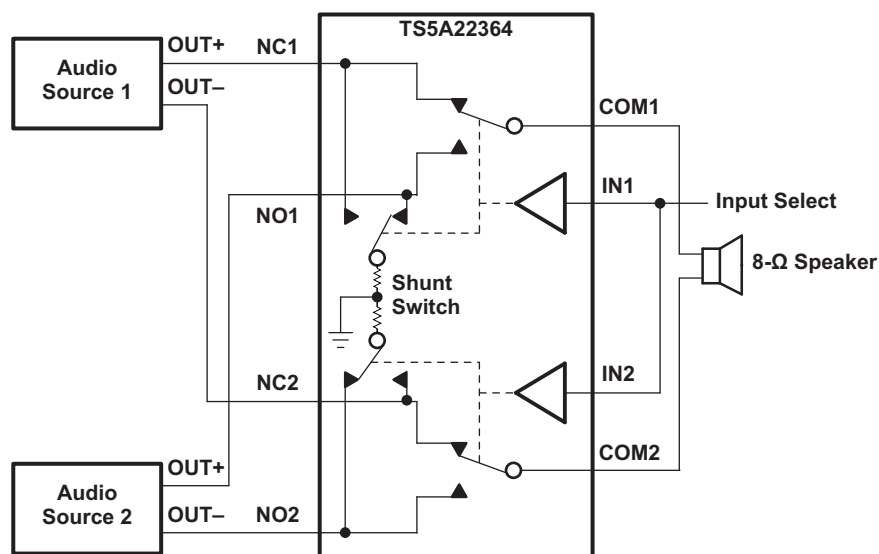 TS5A22364
Audio
Source 1
OUT+
NC1
OUT–
COM1
IN1
Input Select
NO1
8-Ω Speaker
Shunt
Switch
IN2
NC2
COM2
Audio
Source 2
OUT+
OUT–
NO2